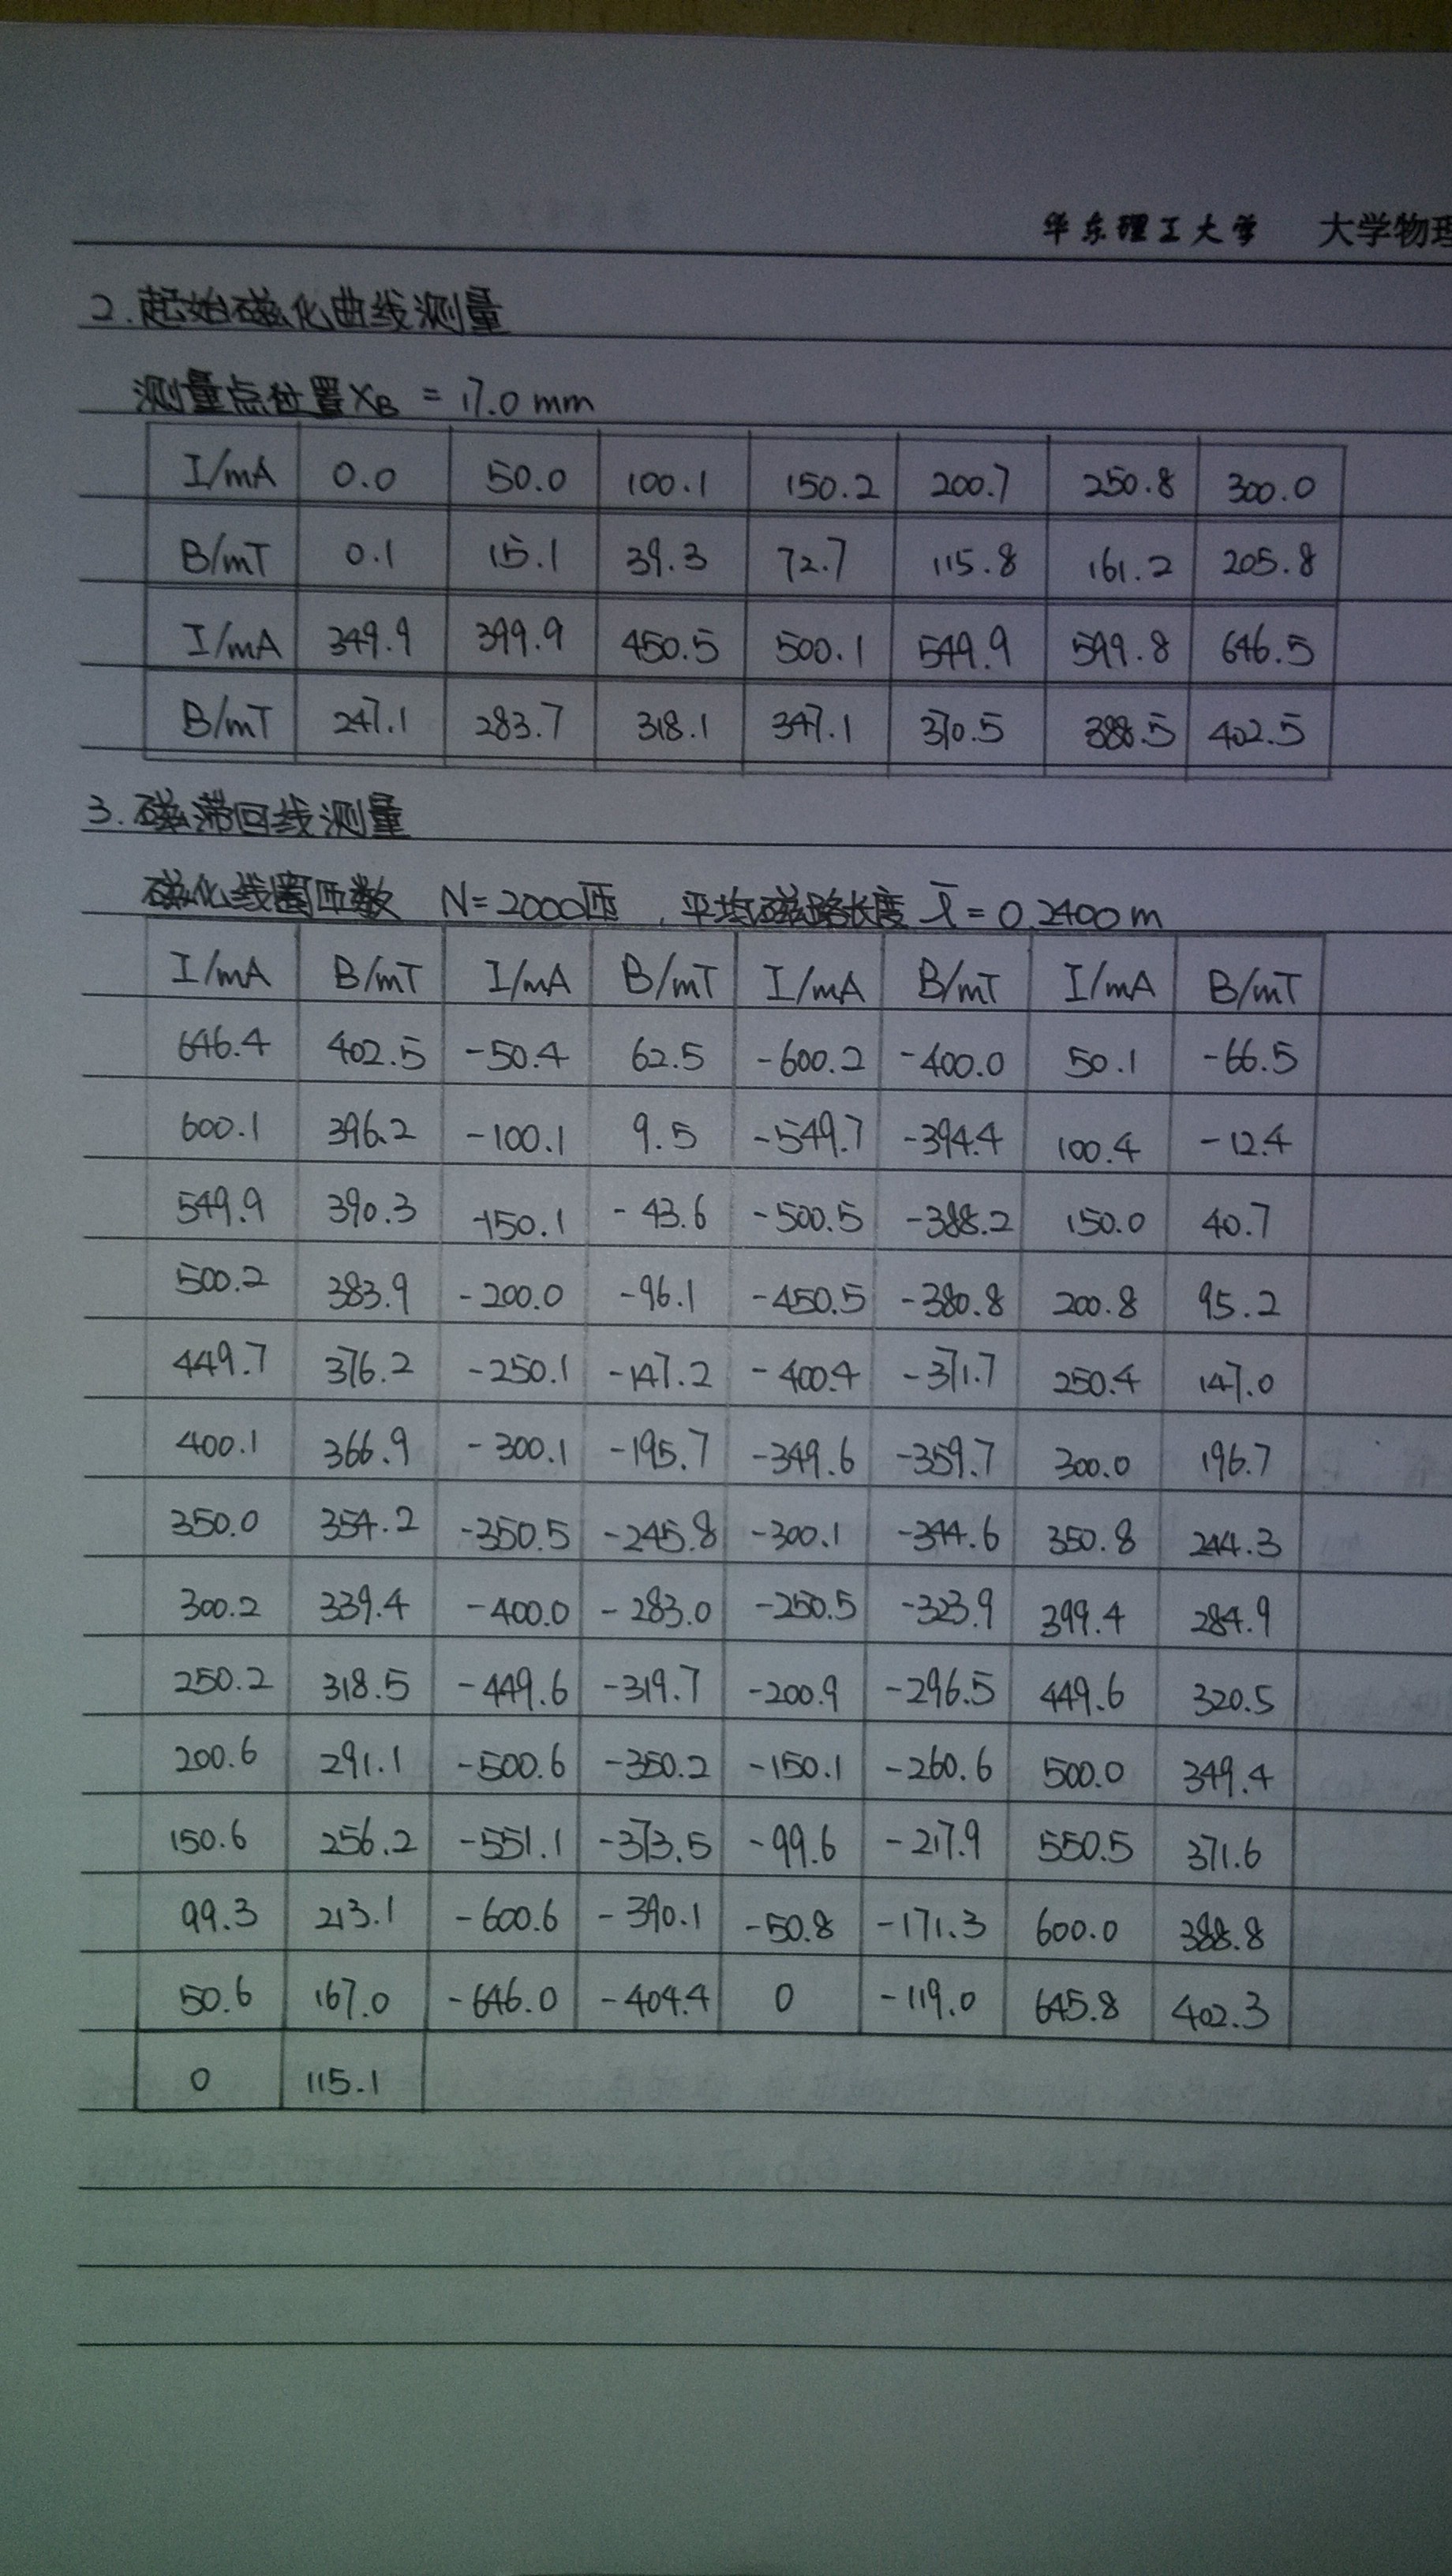 华东理工大学 大学物理
2.起始磁化曲线测量
测量点位置XB = 17.0 mm
I/mA 0.0 50.0 100.1 150.2 200.7 250.8 300.0
B/mT 0.1 15.1 39.3 72.7 115.8 161.2 205.8
I/mA 349.9 399.9 450.5 500.1 549.9 599.8 646.5
B/mT 247.1 283.7 318.1 347.1 370.5 388.5 402.5
3.磁滞回线测量
磁化线圈匝数 N=2000匝，平均磁路长度 l̄=0.2400m
I/mA B/mT I/mA B/mT I/mA B/mT I/mA B/mT
646.4 402.5 -50.4 62.5 -600.2 -400.0 50.1 -66.5
600.1 396.2 -100.1 9.5 -549.7 -394.4 100.4 -12.4
549.9 390.3 -150.1 -43.6 -500.5 -388.2 150.0 40.7
500.2 383.9 -200.0 -96.1 -450.5 -380.8 200.8 95.2
449.7 376.2 -250.1 -147.2 -400.4 -371.7 250.4 147.0
400.1 366.9 -300.1 -195.7 -349.6 -359.7 300.0 196.7
350.0 354.2 -350.5 -245.8 -300.1 -344.6 350.8 244.3
300.2 339.4 -400.0 -283.0 -250.5 -323.9 399.4 284.9
250.2 318.5 -449.6 -319.7 -200.9 -296.5 449.6 320.5
200.6 291.1 -500.6 -350.2 -150.1 -260.6 500.0 349.4
150.6 256.2 -551.1 -373.5 -99.6 -217.9 550.5 371.6
99.3 213.1 -600.6 -390.1 -50.8 -171.3 600.0 388.8
50.6 167.0 -646.0 -404.4 0 -119.0 645.8 402.3
0 115.1